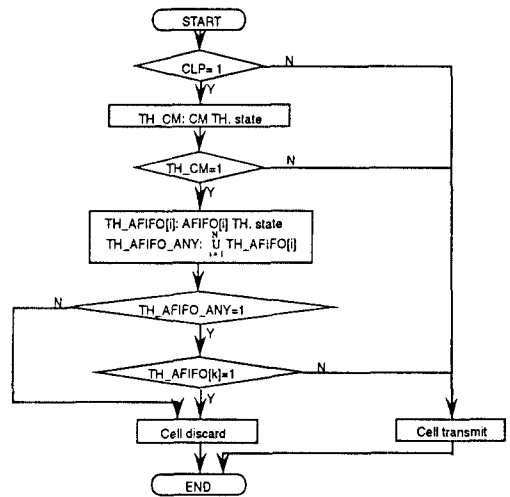 START
CLP= 1
N
Y
TH_CM: CM TH. state
TH_CM=1
N
Y
TH_AFIFO[i]: AFIFO[i] TH. state
TH_AFIFO_ANY: N U i=1 TH_AFIFO[i]
N
TH_AFIFO_ANY=1
Y
TH_AFIFO[k]=1
N
Y
Cell discard
Cell transmit
END